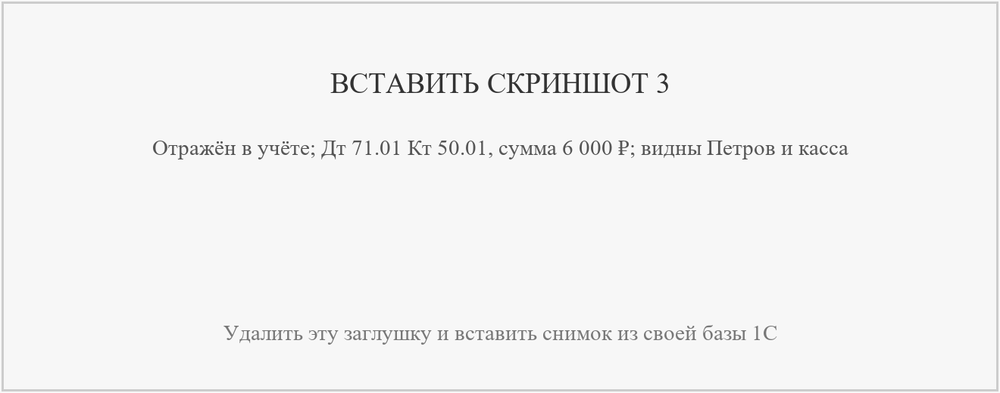 ВСТАВИТЬ СКРИНШОТ 3
Отражён в учёте; Дт 71.01 Кт 50.01, сумма 6 000 ₽; видны Петров и касса
Удалить эту заглушку и вставить снимок из своей базы 1С